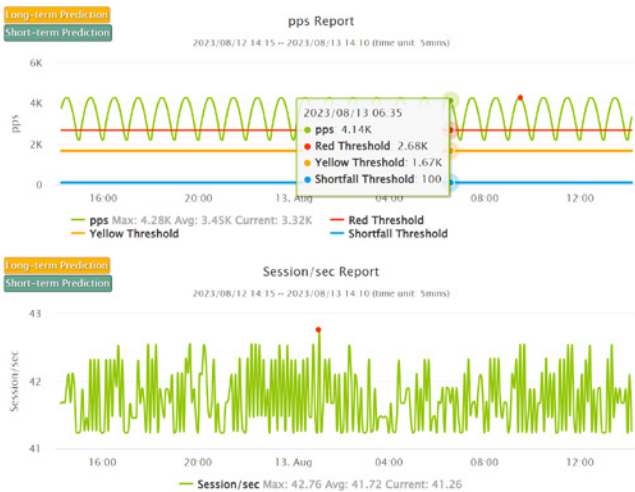 Long-term Prediction
Short-term Prediction
pps Report
2023/08/12 14:15 ~ 2023/08/13 14:10 (time unit: 5mins)
6K
4K
2K
0
pps
2023/08/13 06:35
pps 4.14K
Red Threshold: 2.68K
Yellow Threshold: 1.67K
Shortfall Threshold: 100
16:00 20:00 13. Aug 04:00 08:00 12:00
pps Max: 4.28K Avg: 3.45K Current: 3.32K Red Threshold
Yellow Threshold Shortfall Threshold
Long-term Prediction
Short-term Prediction
Session/sec Report
2023/08/12 14:15 ~ 2023/08/13 14:10 (time unit: 5mins)
43
42
41
Session/sec
16:00 20:00 13. Aug 04:00 08:00 12:00
Session/sec Max: 42.76 Avg: 41.72 Current: 41.26